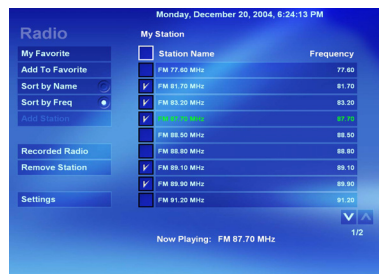 Monday, December 20, 2004, 6:24:13 PM
Radio
My Station
My Favorite
Add To Favorite
Sort by Name
Sort by Freq
Add Station
Recorded Radio
Remove Station
Settings
Station Name Frequency
FM 77.60 MHz 77.60
FM 81.70 MHz 81.70
FM 83.20 MHz 83.20
FM 87.70 MHz 87.70
FM 88.50 MHz 88.50
FM 88.80 MHz 88.80
FM 89.10 MHz 89.10
FM 89.90 MHz 89.90
FM 91.20 MHz 91.20
1/2
Now Playing: FM 87.70 MHz